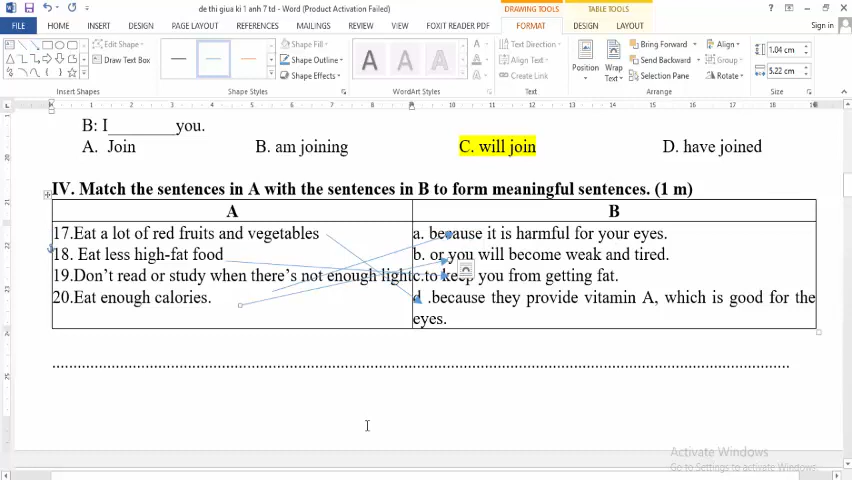 de thi giua ki 1 anh 7 td - Word (Product Activation Failed)
DRAWING TOOLS
TABLE TOOLS
FILE HOME INSERT DESIGN PAGE LAYOUT REFERENCES MAILINGS REVIEW VIEW FOXIT READER PDF FORMAT DESIGN LAYOUT
Sign in
Edit Shape
Draw Text Box
Insert Shapes
Shape Fill
Shape Outline
Shape Effects
Shape Styles
Text Direction
Align Text
Create Link
WordArt Styles
Text
Position
Wrap Text
Bring Forward
Send Backward
Selection Pane
Align
Group
Rotate
Arrange
1.04 cm
5.22 cm
Size
B: I________you.
A. Join B. am joining C. will join D. have joined
IV. Match the sentences in A with the sentences in B to form meaningful sentences. (1 m)
A B
17.Eat a lot of red fruits and vegetables
18. Eat less high-fat food
19.Don't read or study when there's not enough light
20.Eat enough calories.
a. because it is harmful for your eyes.
b. or you will become weak and tired.
c.to keep you from getting fat.
d .because they provide vitamin A, which is good for the
eyes.
Activate Windows
Go to Settings to activate Windows.